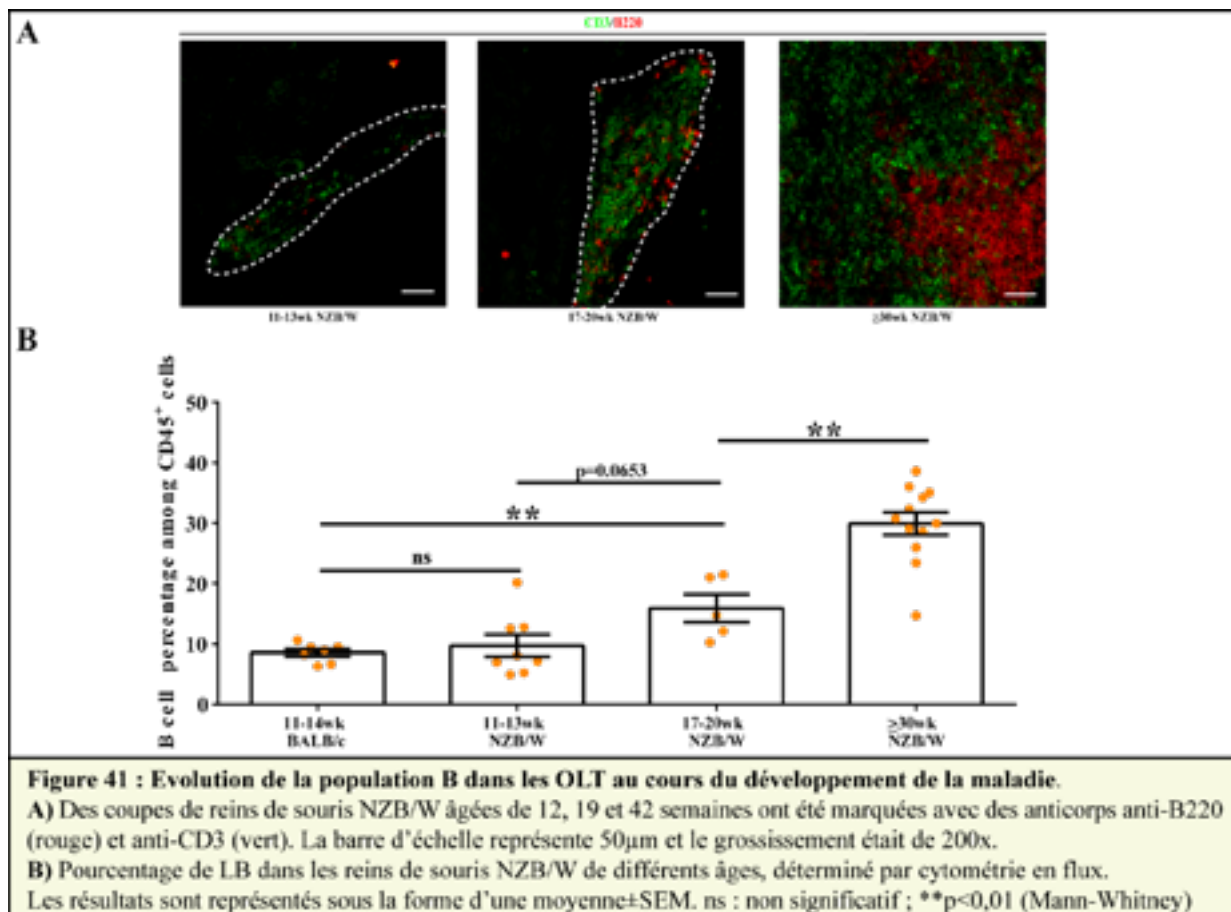 CD3/B220
A
11-13wk NZB/W
17-20wk NZB/W
≥30wk NZB/W
B
B cell percentage among CD45⁺ cells
50
40
30
20
10
0
**
p=0.0653
**
ns
11-14wk BALB/c
11-13wk NZB/W
17-20wk NZB/W
≥30wk NZB/W
Figure 41 : Evolution de la population B dans les OLT au cours du développement de la maladie.
A) Des coupes de reins de souris NZB/W âgées de 12, 19 et 42 semaines ont été marquées avec des anticorps anti-B220
(rouge) et anti-CD3 (vert). La barre d'échelle représente 50µm et le grossissement était de 200x.
B) Pourcentage de LB dans les reins de souris NZB/W de différents âges, déterminé par cytométrie en flux.
Les résultats sont représentés sous la forme d'une moyenne±SEM. ns : non significatif ; **p<0,01 (Mann-Whitney)